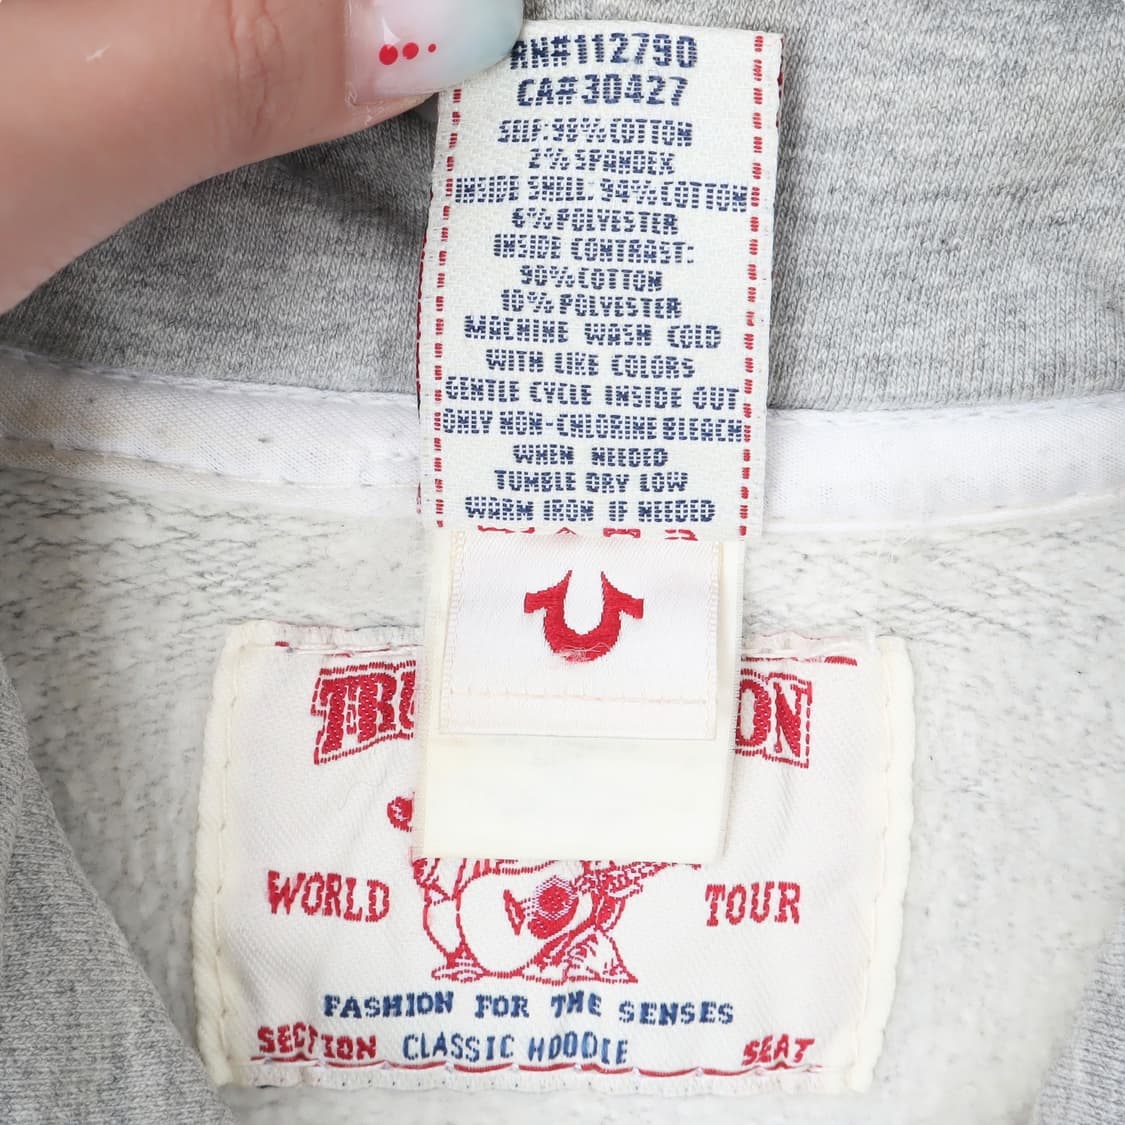 RN#112790
CA#30427
SELF:98%COTTON
2%SPANDEX
INSIDE SHELL: 94%COTTON
6%POLYESTER
INSIDE CONTRAST:
90%COTTON
10%POLYESTER
MACHINE WASH COLD
WITH LIKE COLORS
GENTLE CYCLE INSIDE OUT
ONLY NON-CHLORINE BLEACH
WHEN NEEDED
TUMBLE DRY LOW
WARM IRON IF NEEDED
TRU ON
WORLD TOUR
FASHION FOR THE SENSES
SECTION CLASSIC HOODIE SEAT